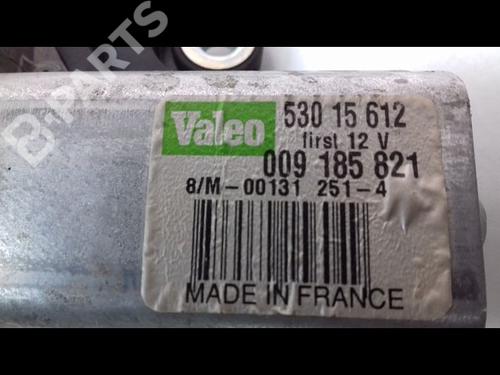 B-PARTS
Valeo
530 15 612
first 12 V
009 185 821
8/M-00131 251-4
MADE IN FRANCE